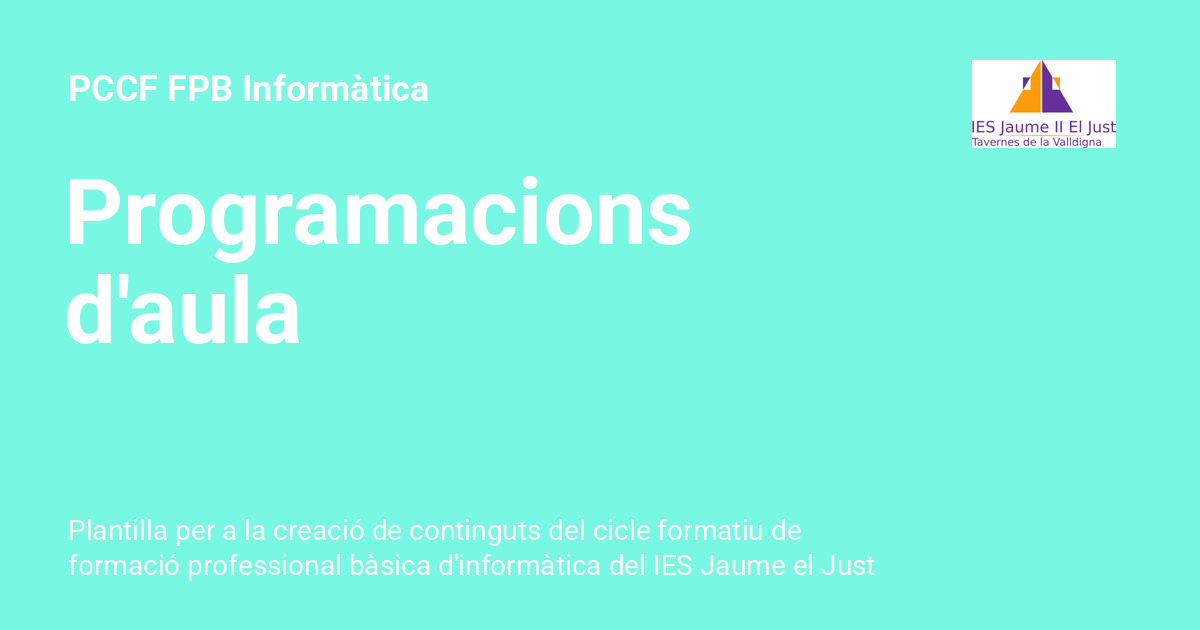 PCCF FPB Informàtica
IES Jaume II El Just
Tavernes de la Valldigna
Programacions
d'aula
Plantilla per a la creació de continguts del cicle formatiu de
formació professional bàsica d'informàtica del IES Jaume el Just